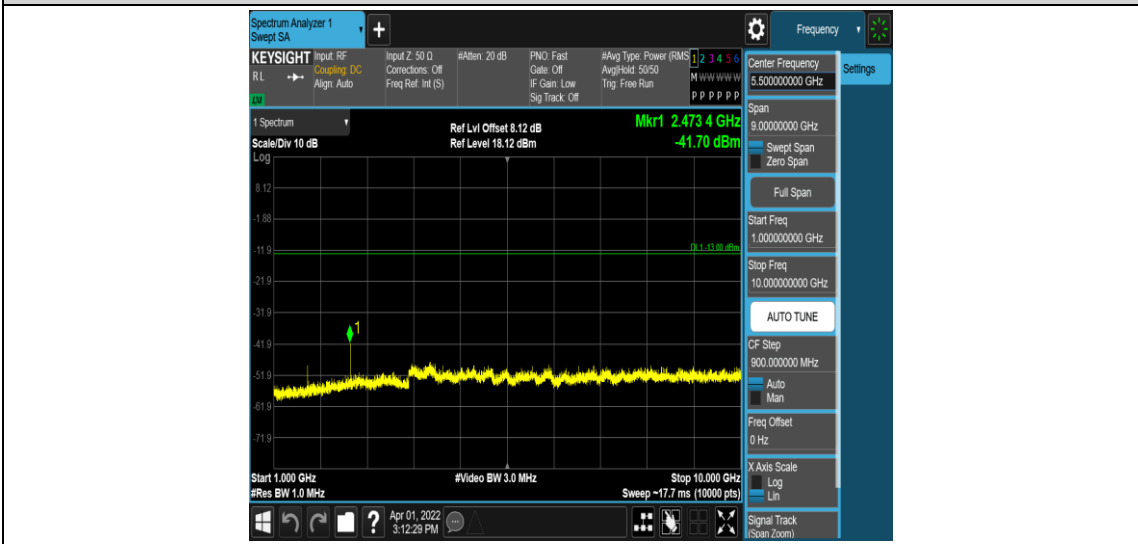 Spectrum Analyzer 1
Swept SA
+
Frequency
KEYSIGHT
RL
LXI
Input: RF
Coupling: DC
Align: Auto
Input Z: 50 Ω
Corrections: Off
Freq Ref: Int (S)
#Atten: 20 dB
PNO: Fast
Gate: Off
IF Gain: Low
Sig Track: Off
#Avg Type: Power (RMS
Avg|Hold: 50/50
Trig: Free Run
1 2 3 4 5 6
M W W W W W
P P P P P P
1 Spectrum
Scale/Div 10 dB
Log
Ref Lvl Offset 8.12 dB
Ref Level 18.12 dBm
Mkr1 2.473 4 GHz
-41.70 dBm
8.12
-1.88
-11.9
DL1 -13.00 dBm
-21.9
-31.9
1
-41.9
-51.9
-61.9
-71.9
Start 1.000 GHz
#Video BW 3.0 MHz
Stop 10.000 GHz
#Res BW 1.0 MHz
Sweep ~17.7 ms (10000 pts)
?
Apr 01, 2022
3:12:29 PM
Center Frequency
5.500000000 GHz
Settings
Span
9.00000000 GHz
Swept Span
Zero Span
Full Span
Start Freq
1.000000000 GHz
Stop Freq
10.000000000 GHz
AUTO TUNE
CF Step
900.000000 MHz
Auto
Man
Freq Offset
0 Hz
X Axis Scale
Log
Lin
Signal Track
(Span Zoom)